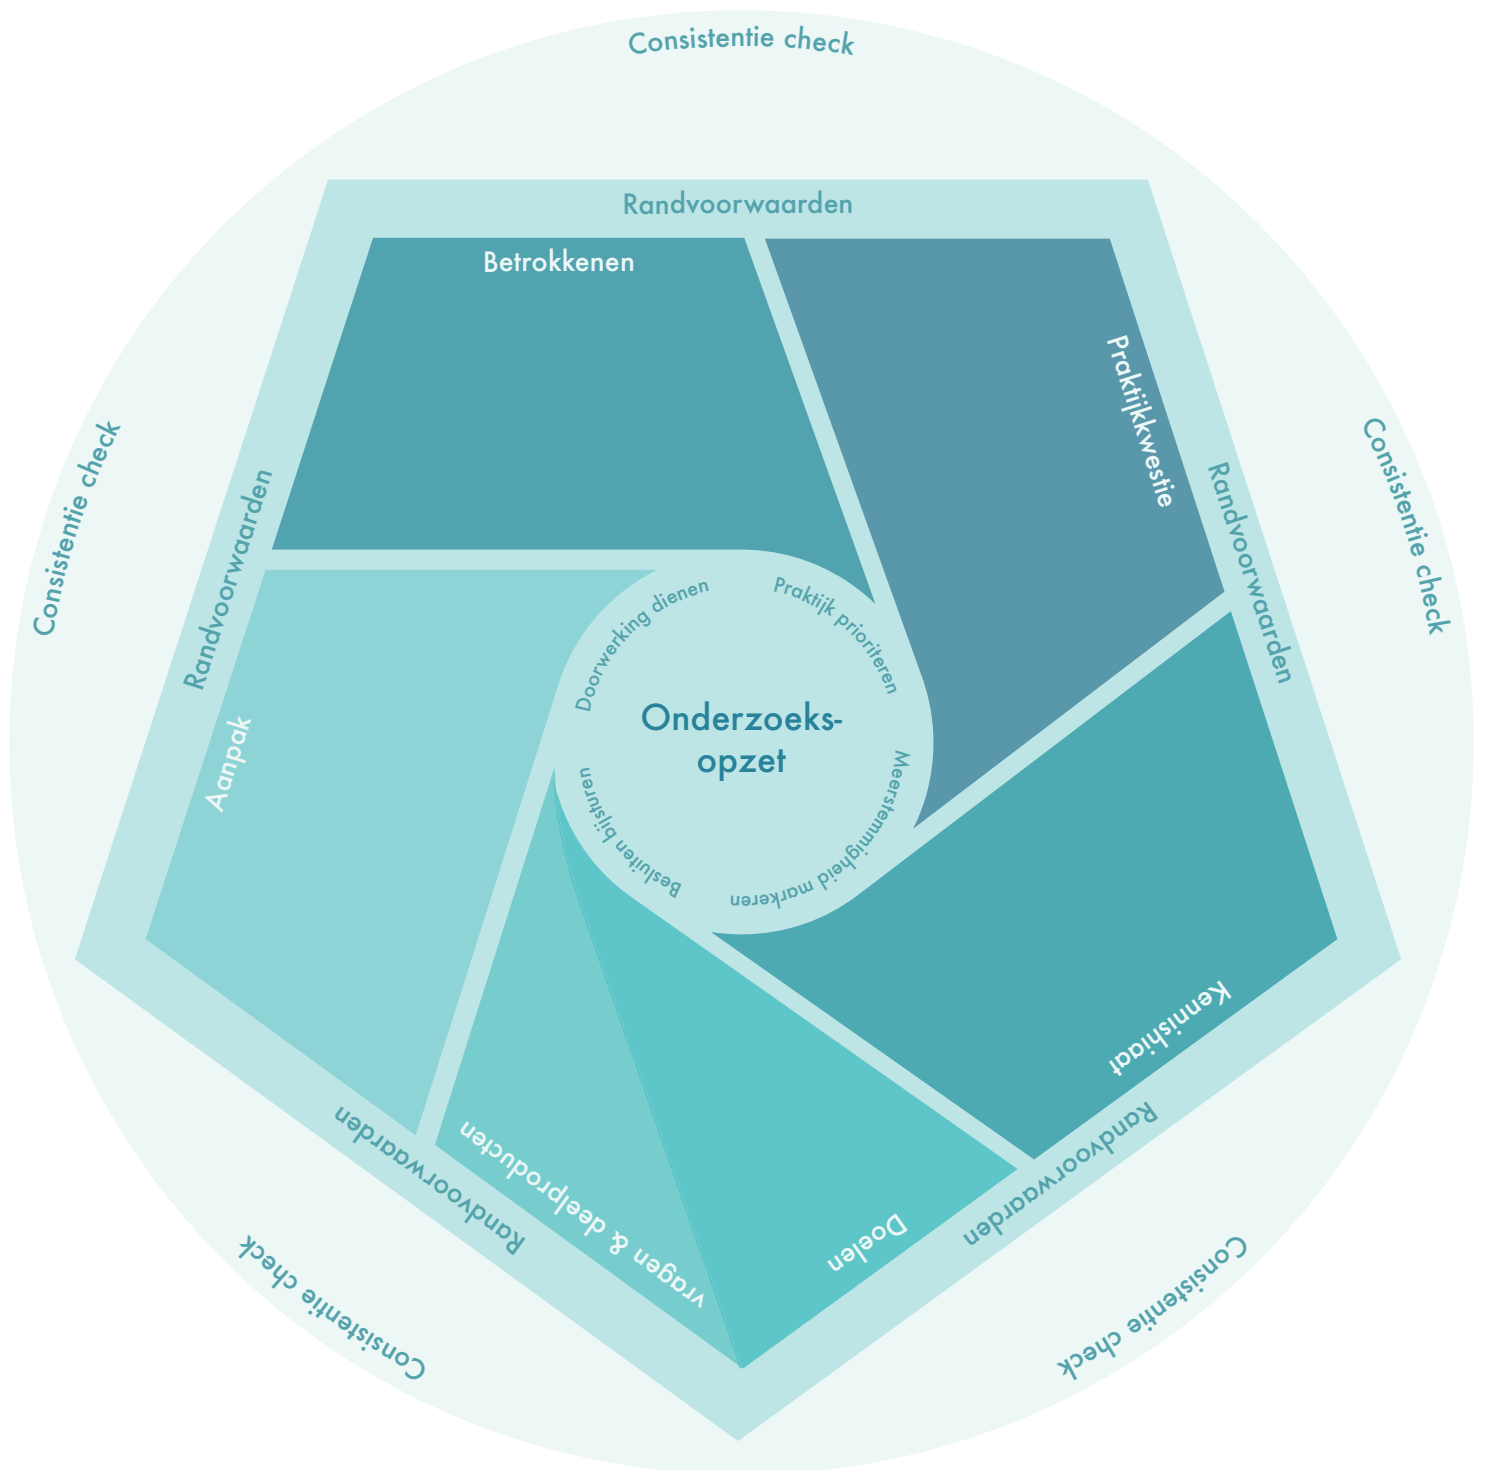 Consistentie check
Consistentie check
Consistentie check
Consistentie check
Consistentie check
Randvoorwaarden
Randvoorwaarden
Randvoorwaarden
Randvoorwaarden
Randvoorwaarden
Betrokkenen
Praktijkkwestie
Kennishiaat
Doelen
vragen & deelproducten
Aanpak
Doorwerking dienen
Praktijk prioriteren
Meerstemmigheid markeren
Besluiten bijsturen
Onderzoeks-
opzet